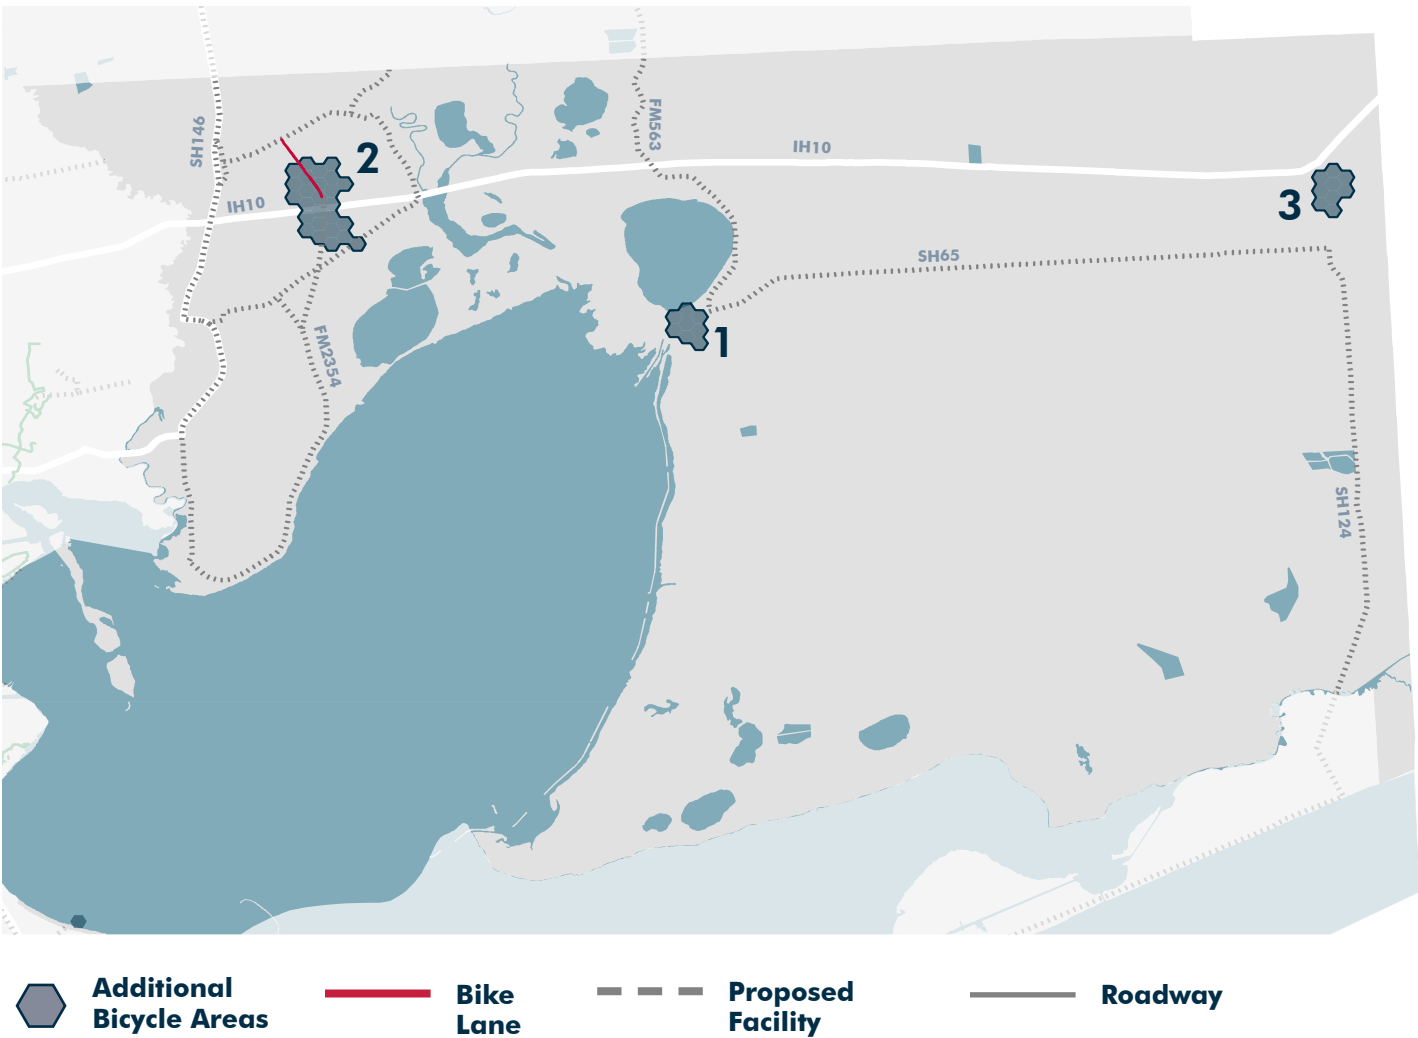 SH146
FM563
IH10
2
IH10
3
SH65
1
FM2354
SH124
Additional
Bicycle Areas
Bike
Lane
Proposed
Facility
Roadway